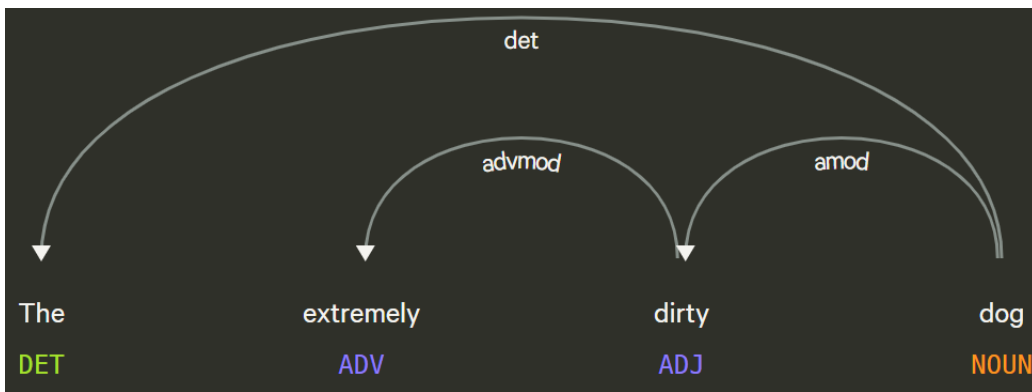 det
advmod amod
The extremely dirty dog
DET ADV ADJ NOUN